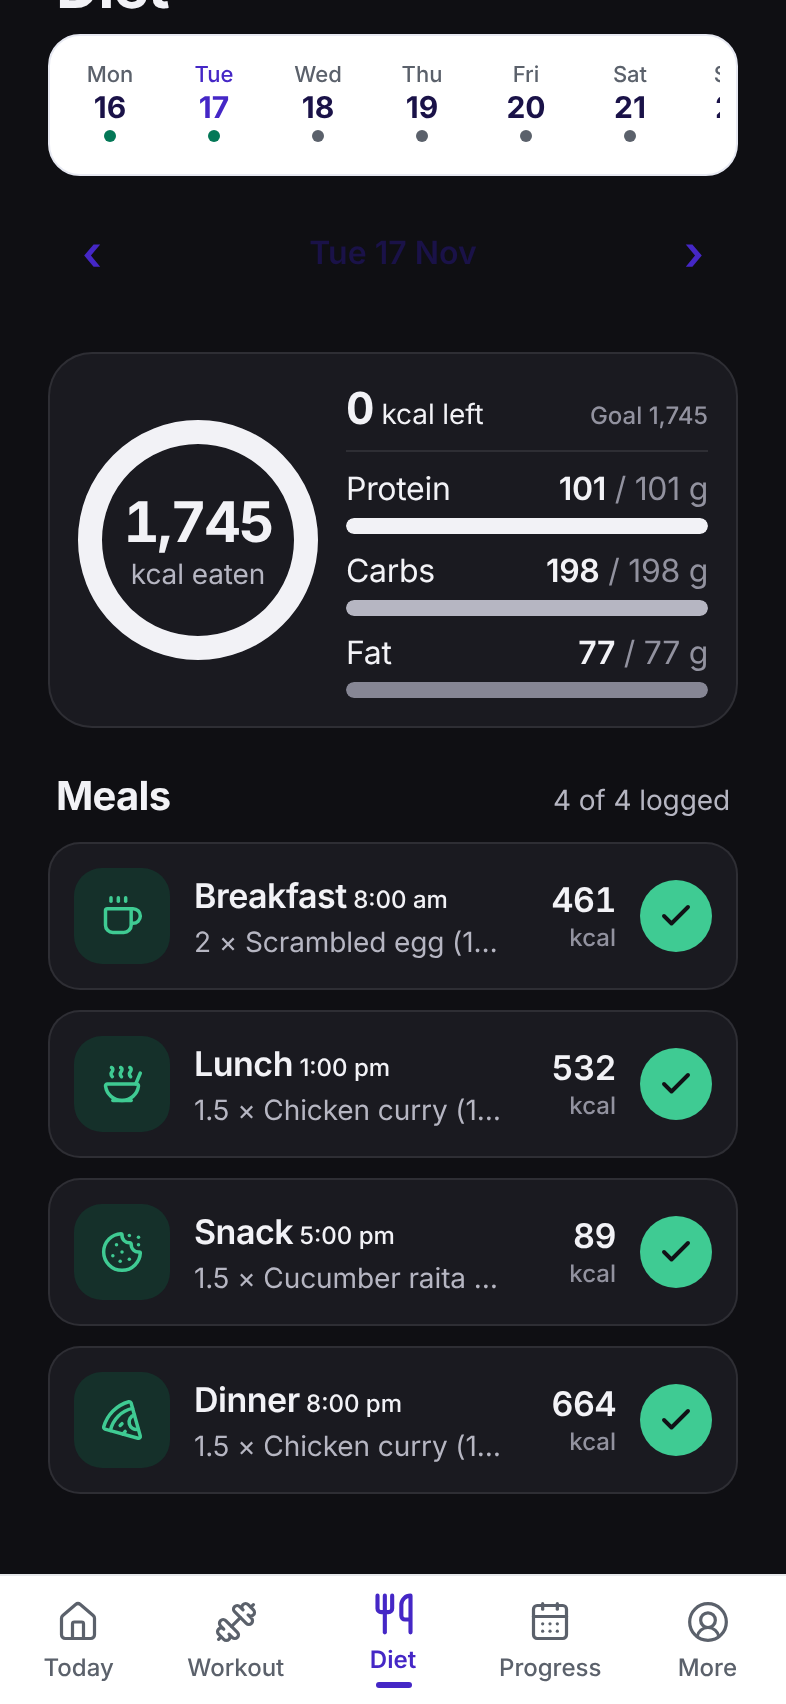 Diet
Mon Tue Wed Thu Fri Sat
16 17 18 19 20 21
Tue 17 Nov
0 kcal left Goal 1,745
1,745
kcal eaten
Protein 101 / 101 g
Carbs 198 / 198 g
Fat 77 / 77 g
Meals 4 of 4 logged
Breakfast 8:00 am 461
2 × Scrambled egg (1... kcal
Lunch 1:00 pm 532
1.5 × Chicken curry (1... kcal
Snack 5:00 pm 89
1.5 × Cucumber raita ... kcal
Dinner 8:00 pm 664
1.5 × Chicken curry (1... kcal
Today Workout Diet Progress More